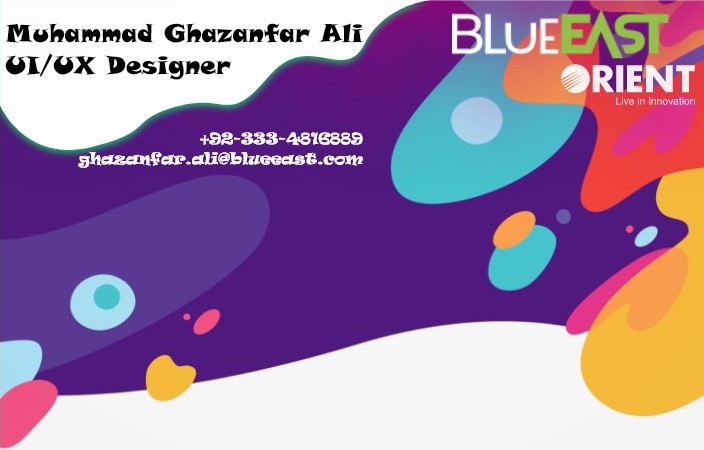 Muhammad Ghazanfar Ali
UI/UX Designer
BLUEEAST
ORIENT
Live in Innovation
+92-333-4816889
ghazanfar.ali@blueeast.com